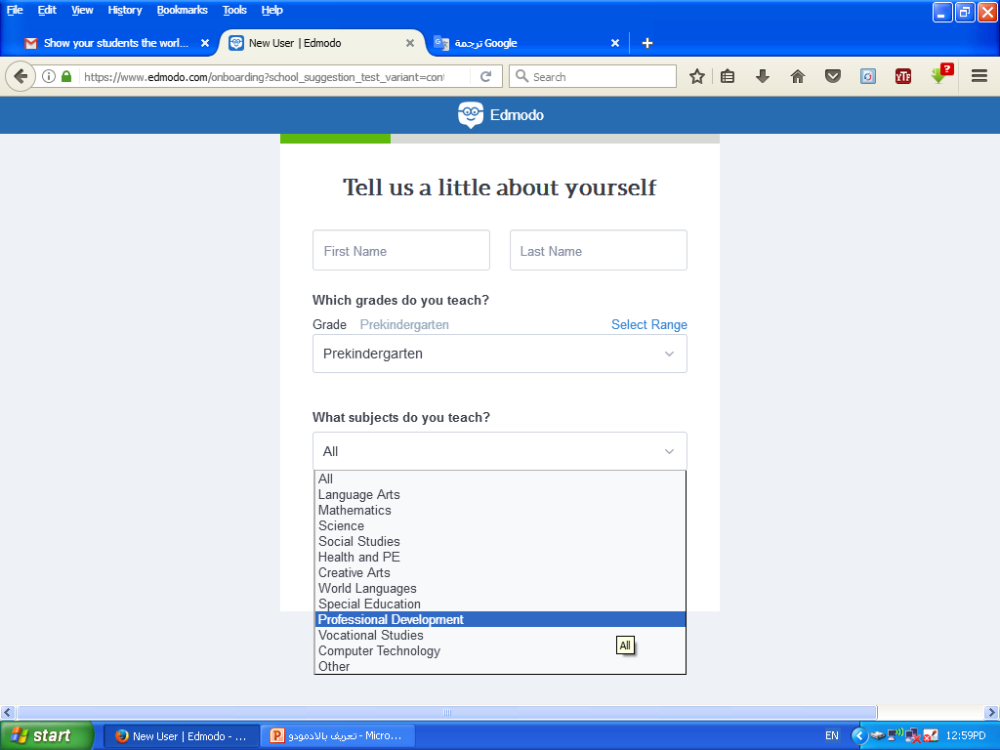 File Edit View History Bookmarks Tools Help
Show your students the worl...
New User | Edmodo
ترجمة Google
https://www.edmodo.com/onboarding?school_suggestion_test_variant=con
Search
YTF
?
Edmodo
Tell us a little about yourself
First Name
Last Name
Which grades do you teach?
Grade Prekindergarten Select Range
Prekindergarten
What subjects do you teach?
All
All
Language Arts
Mathematics
Science
Social Studies
Health and PE
Creative Arts
World Languages
Special Education
Professional Development
Vocational Studies
All
Computer Technology
Other
start
New User | Edmodo - ...
تعريف بالادمودو - Micro...
EN
12:59PD